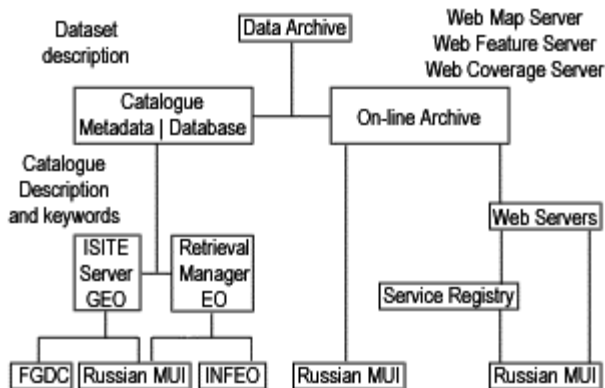 Dataset
description
Data Archive
Web Map Server
Web Feature Server
Web Coverage Server
Catalogue
Metadata | Database
On-line Archive
Catalogue
Description
and keywords
Web Servers
ISITE
Server
GEO
Retrieval
Manager
EO
Service Registry
FGDC
Russian MUI
INFEO
Russian MUI
Russian MUI